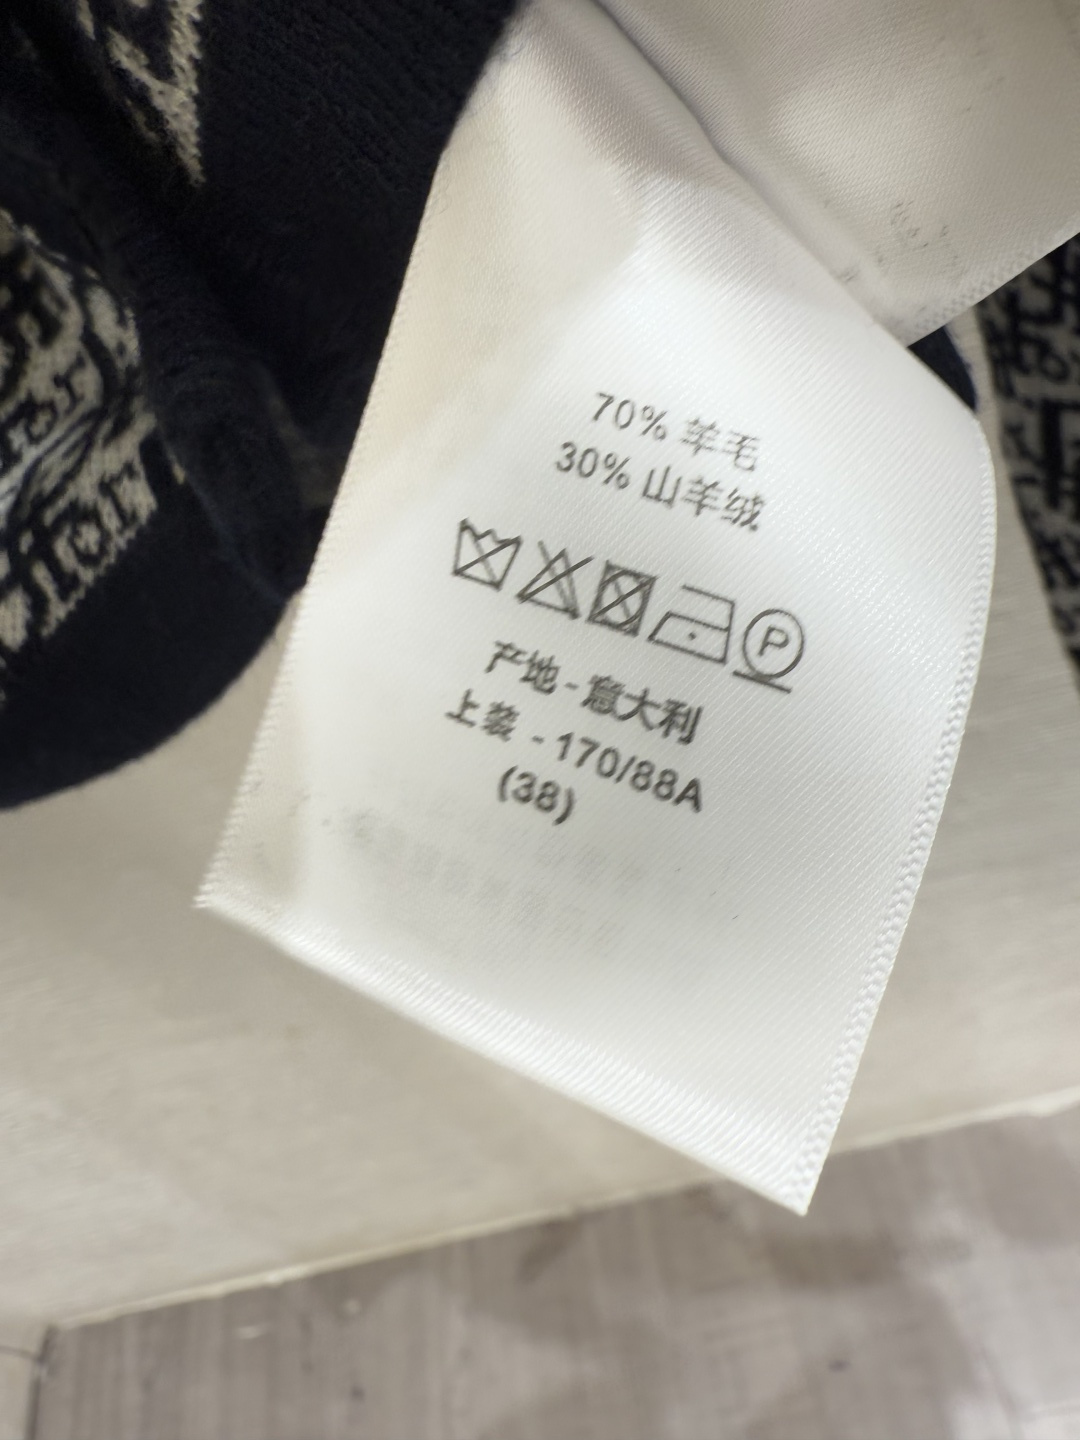 70% 羊毛
30% 山羊绒
P
产地 - 意大利
上装 - 170/88A
(38)